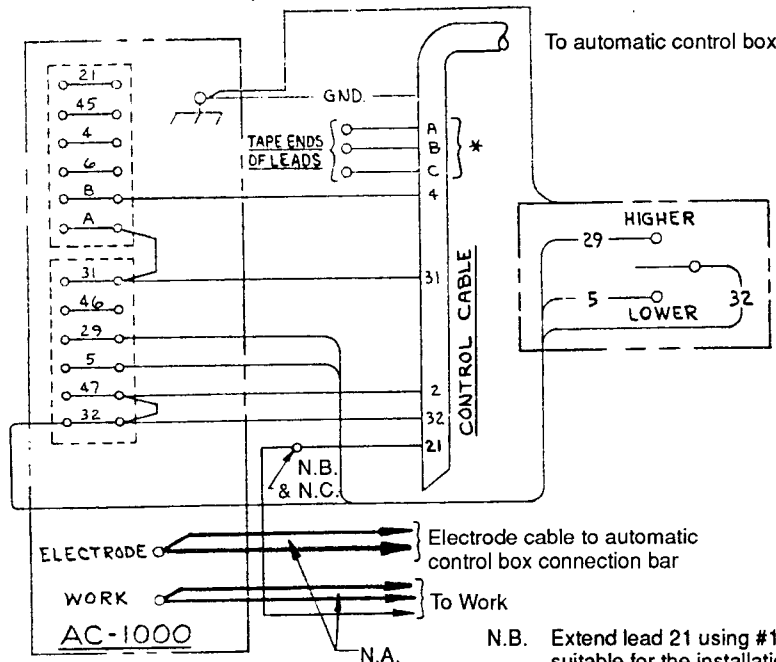 To automatic control box
21
45
4
6
B
A
GND.
TAPE ENDS
OF LEADS
A
B
C
*
4
31
46
29
5
47
32
31
2
32
21
CONTROL CABLE
HIGHER
29
5
LOWER
32
N.B.
& N.C.
ELECTRODE
Electrode cable to automatic
control box connection bar
WORK
To Work
AC-1000
N.A.
N.B. Extend lead 21 using #1
suitable for the installation